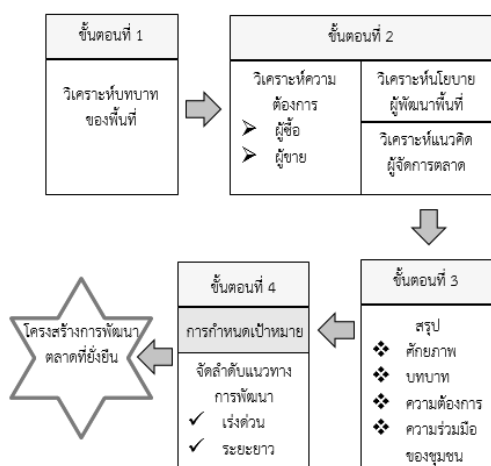 ขั้นตอนที่ 1
วิเคราะห์บทบาท
ของพื้นที่
ขั้นตอนที่ 2
วิเคราะห์ความ
ต้องการ
➢ ผู้ซื้อ
➢ ผู้ขาย
วิเคราะห์นโยบาย
ผู้พัฒนาพื้นที่
วิเคราะห์แนวคิด
ผู้จัดการตลาด
ขั้นตอนที่ 3
สรุป
❖ ศักยภาพ
❖ บทบาท
❖ ความต้องการ
❖ ความร่วมมือ
ของชุมชน
ขั้นตอนที่ 4
การกำหนดเป้าหมาย
จัดลำดับแนวทาง
การพัฒนา
✓ เร่งด่วน
✓ ระยะยาว
โครงสร้างการพัฒนา
ตลาดที่ยั่งยืน